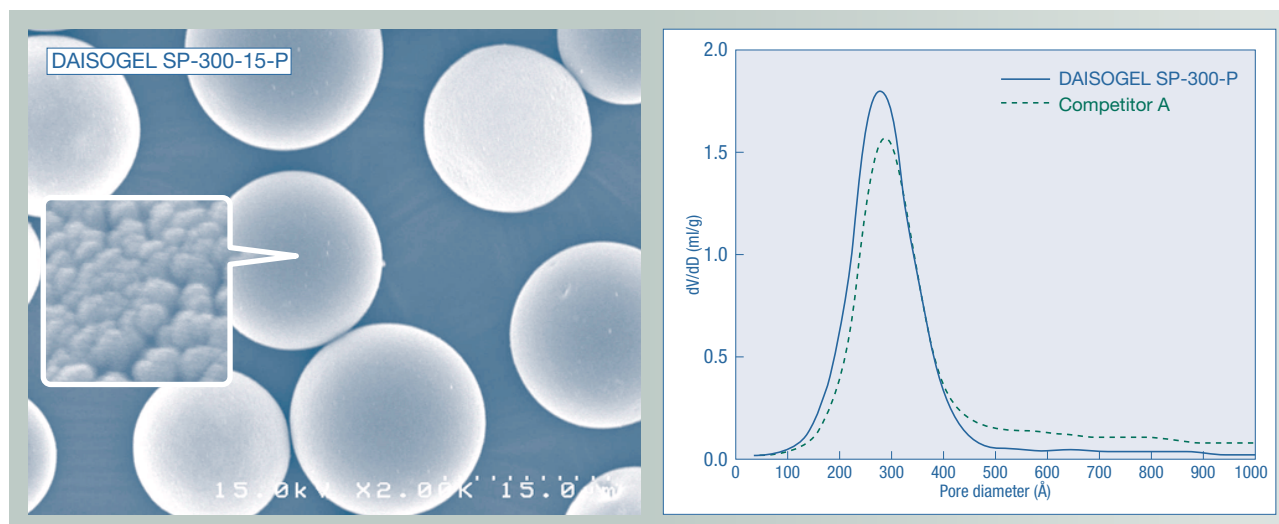 DAISOGEL SP-300-15-P
15.0kV X2.00K 15.0μm
2.0
1.5
1.0
0.5
0.0
dV/dD (ml/g)
DAISOGEL SP-300-P
Competitor A
0 100 200 300 400 500 600 700 800 900 1000
Pore diameter (Å)